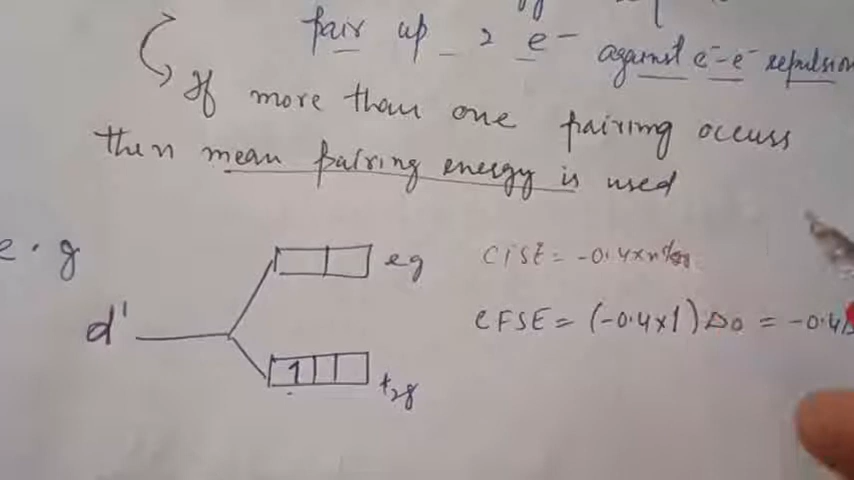 pair up 2 e⁻ against e⁻-e⁻ repulsion
If more than one pairing occurs
then mean pairing energy is used
e.g
eg
CFSE = -0.4×n
d¹
CFSE = (-0.4×1) Δo = -0.4Δ
1
t2g